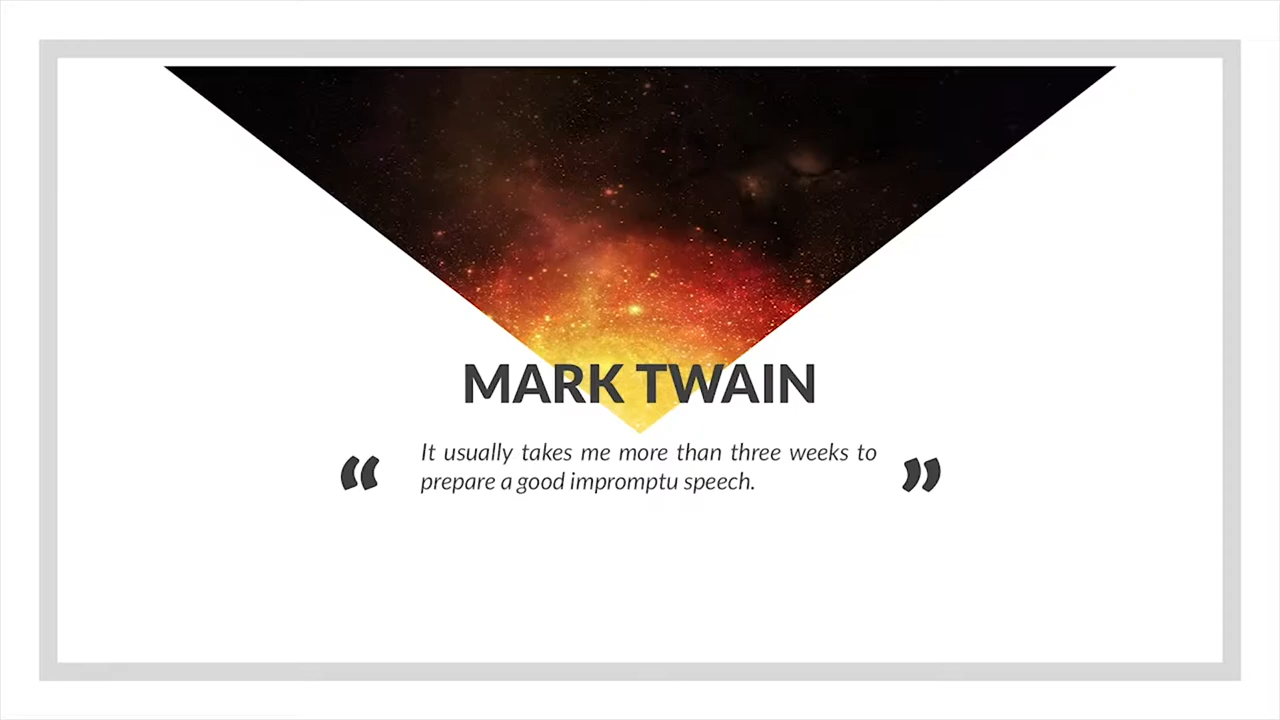 MARK TWAIN
“ It usually takes me more than three weeks to
prepare a good impromptu speech. ”